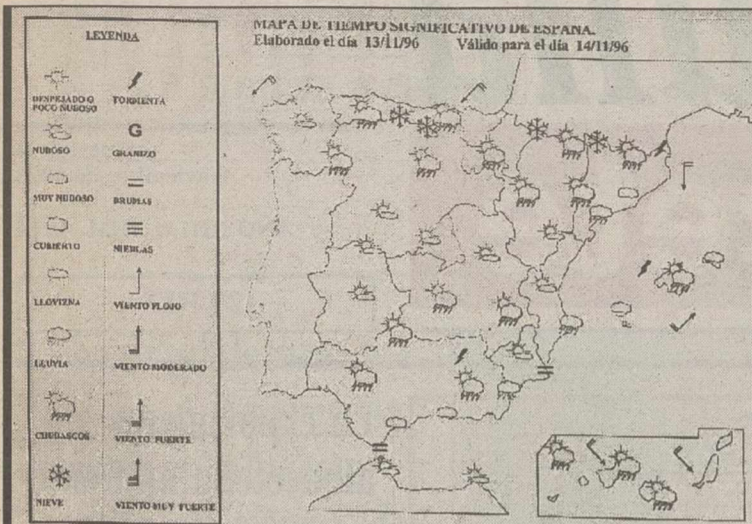 MAPA DE TIEMPO SIGNIFICATIVO DE ESPAÑA.
Elaborado el día 13/11/96 Válido para el día 14/11/96
LEYENDA
DESPEJADO O POCO NUBOSO
TORMENTA
NUBOSO
G
GRANIZO
MUY NUBOSO
BRUMAS
CUBIERTO
NIEBLAS
LLOVIZNA
VIENTO FLOJO
LLUVIA
VIENTO MODERADO
CHUBASCOS
VIENTO FUERTE
NIEVE
VIENTO MUY FUERTE